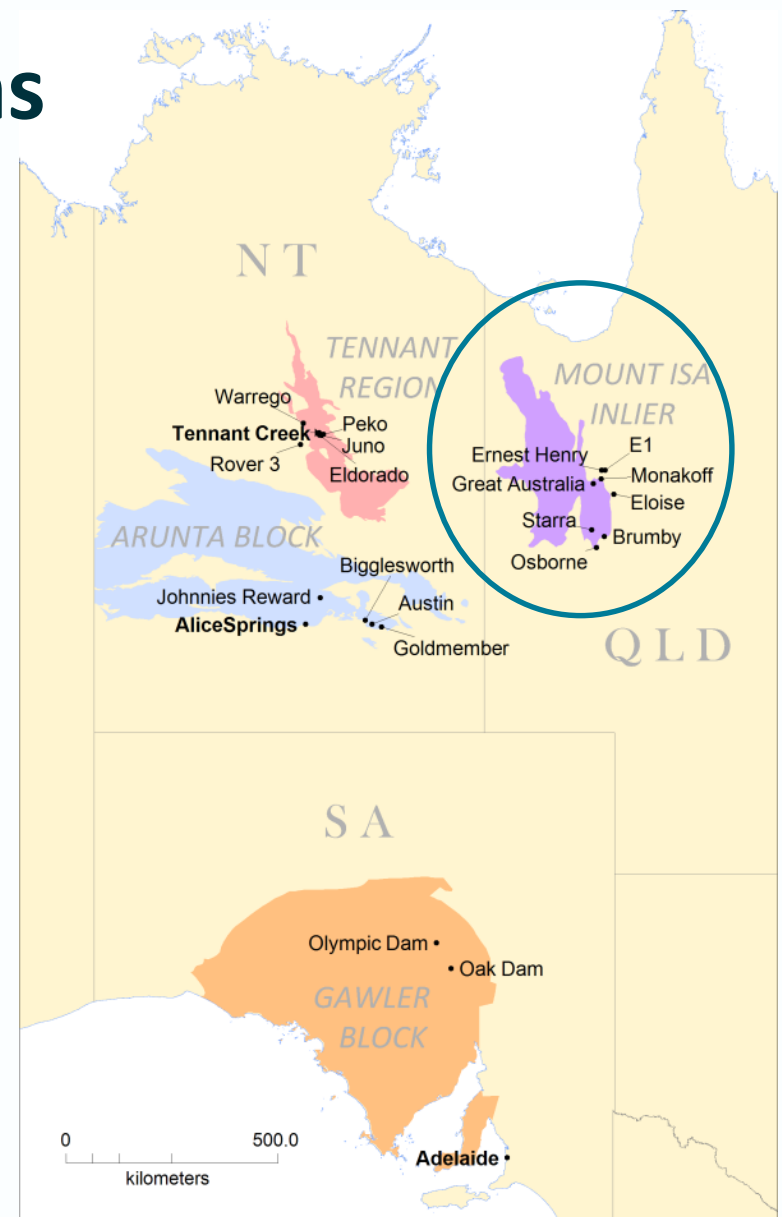 ns
NT
TENNANT
REGION
MOUNT ISA
INLIER
Warrego
Peko
Tennant Creek
Juno
Rover 3
Eldorado
E1
Ernest Henry
Monakoff
Great Australia
Eloise
Starra
Brumby
Osborne
ARUNTA BLOCK
Bigglesworth
Johnnies Reward
Austin
AliceSprings
Goldmember
QLD
SA
Olympic Dam
Oak Dam
GAWLER
BLOCK
0 500.0
kilometers
Adelaide